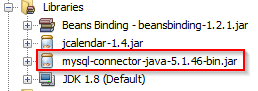 Libraries
Beans Binding - beansbinding-1.2.1.jar
jcalendar-1.4.jar
mysql-connector-java-5.1.46-bin.jar
JDK 1.8 (Default)